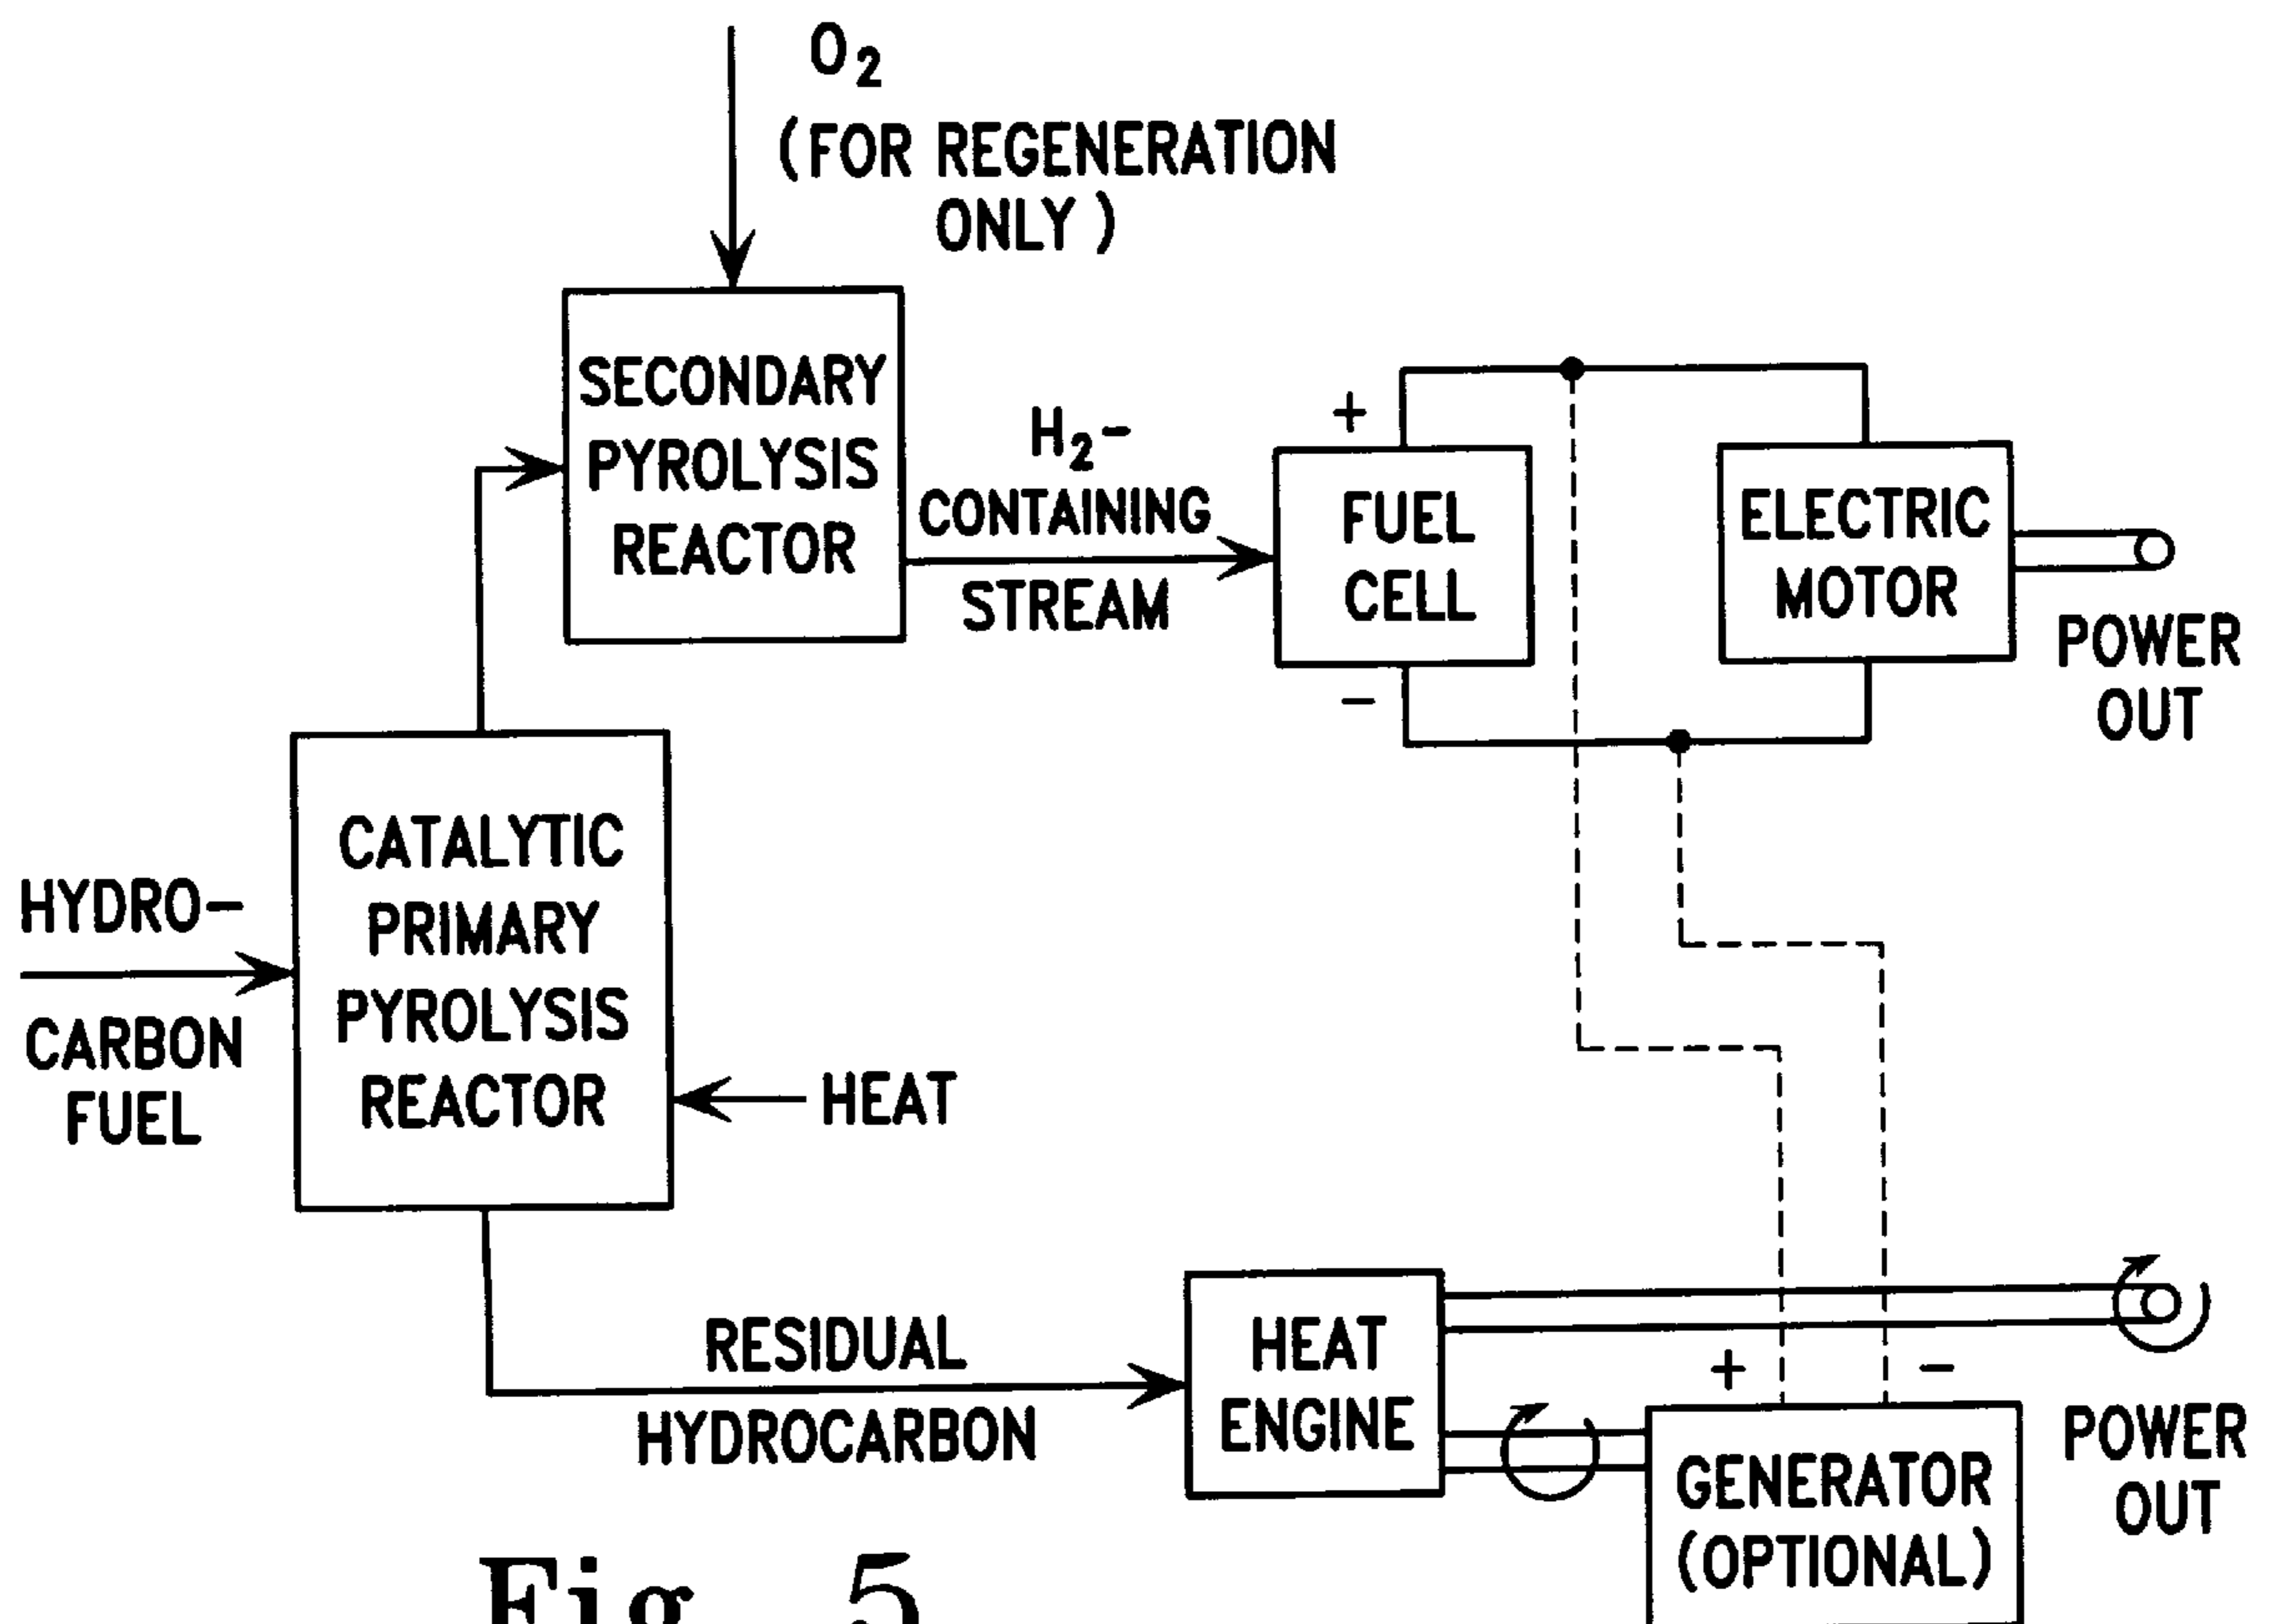 O₂
(FOR REGENERATION
ONLY)
SECONDARY
PYROLYSIS
REACTOR
H₂-
CONTAINING
STREAM
+
FUEL
CELL
−
ELECTRIC
MOTOR
POWER
OUT
HYDRO-
CARBON
FUEL
CATALYTIC
PRIMARY
PYROLYSIS
REACTOR
HEAT
RESIDUAL
HYDROCARBON
HEAT
ENGINE
+
−
GENERATOR
(OPTIONAL)
POWER
OUT
Fig. 5